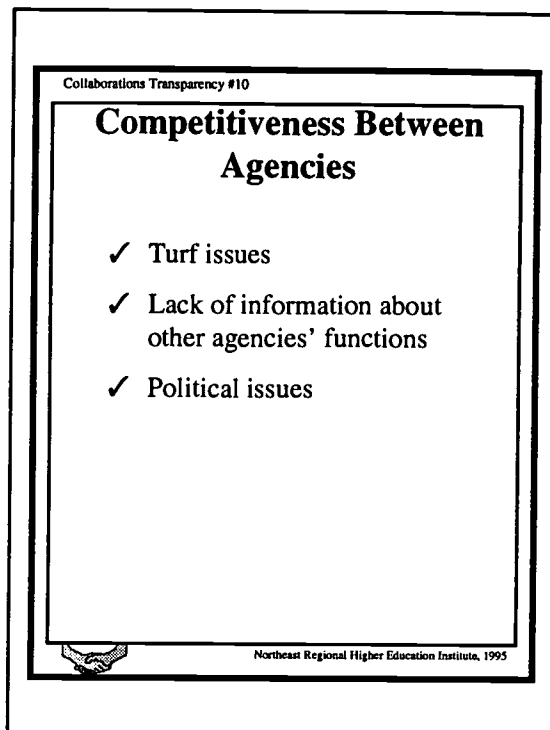 Collaborations Transparency #10
Competitiveness Between
Agencies
✓ Turf issues
✓ Lack of information about
other agencies' functions
✓ Political issues
Northeast Regional Higher Education Institute, 1995